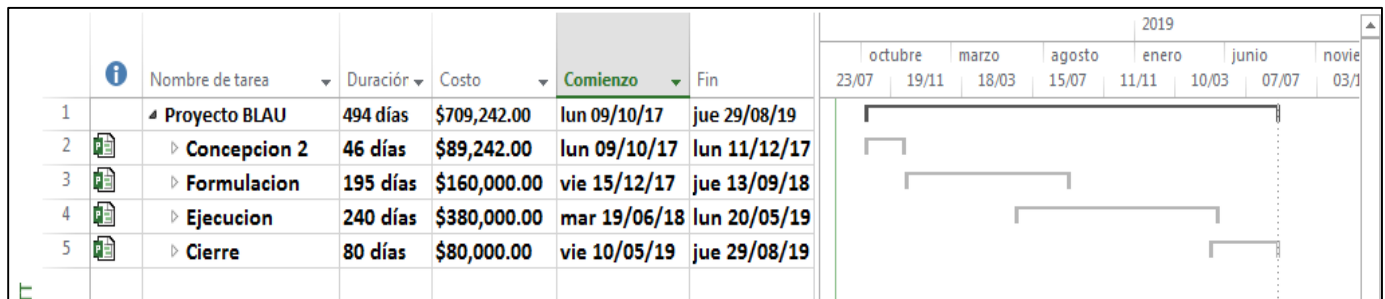 2019
octubre marzo agosto enero junio novie
Nombre de tarea Duración Costo Comienzo Fin 23/07 19/11 18/03 15/07 11/11 10/03 07/07 03/1
1 Proyecto BLAU 494 días $709,242.00 lun 09/10/17 jue 29/08/19
2 Concepcion 2 46 días $89,242.00 lun 09/10/17 lun 11/12/17
3 Formulacion 195 días $160,000.00 vie 15/12/17 jue 13/09/18
4 Ejecucion 240 días $380,000.00 mar 19/06/18 lun 20/05/19
5 Cierre 80 días $80,000.00 vie 10/05/19 jue 29/08/19